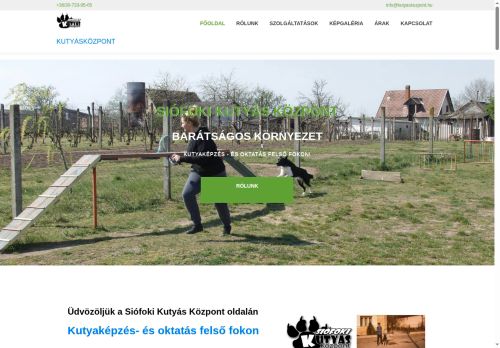 +36/30-733-95-65
info@kutyaskozpont.hu
KUTYÁSKÖZPONT
FŐOLDAL RÓLUNK SZOLGÁLTATÁSOK KÉPGALÉRIA ÁRAK KAPCSOLAT
SIÓFOKI KUTYÁS KÖZPONT
BARÁTSÁGOS KÖRNYEZET
KUTYAKÉPZÉS - ÉS OKTATÁS FELSŐ FOKON!
RÓLUNK
Üdvözöljük a Siófoki Kutyás Központ oldalán
Kutyaképzés- és oktatás felső fokon
SIÓFOKI
KUTYÁS